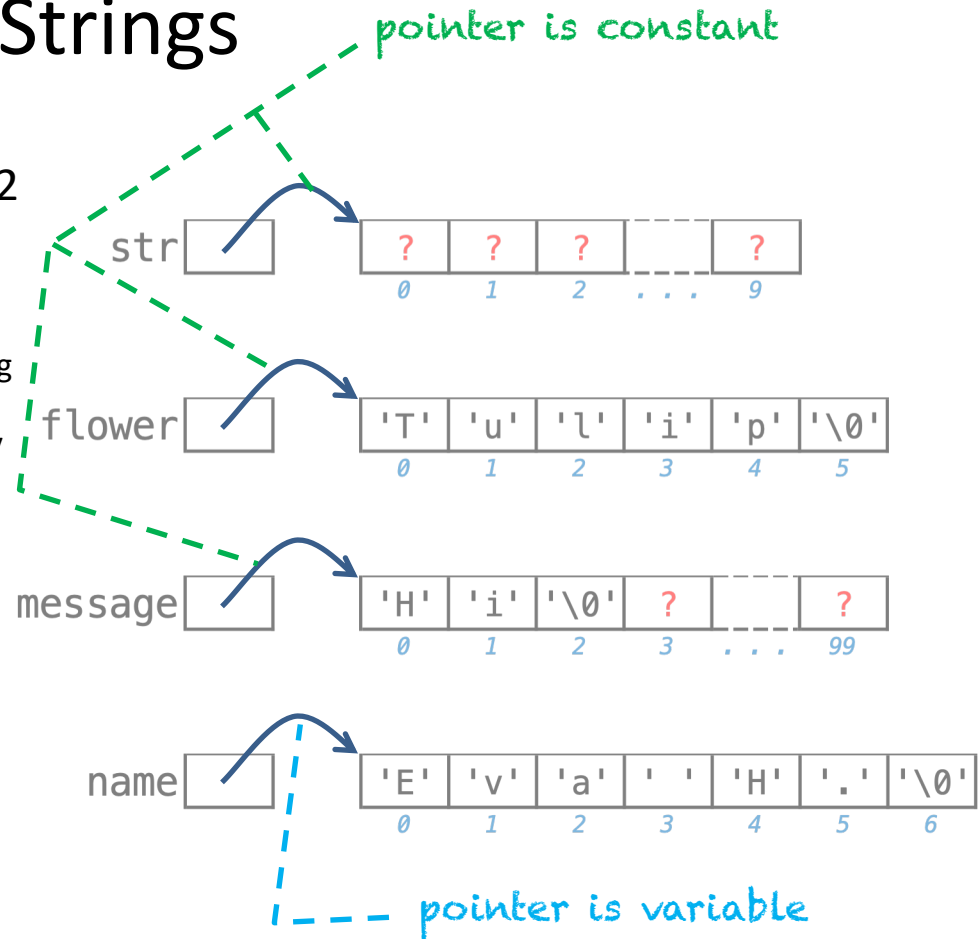 Strings
pointer is constant
2
str ? ? ? ?
0 1 2 ... 9
g
flower 'T' 'u' 'l' 'i' 'p' '\0'
0 1 2 3 4 5
message 'H' 'i' '\0' ? ?
0 1 2 3 ... 99
name 'E' 'v' 'a' ' ' 'H' '.' '\0'
0 1 2 3 4 5 6
pointer is variable